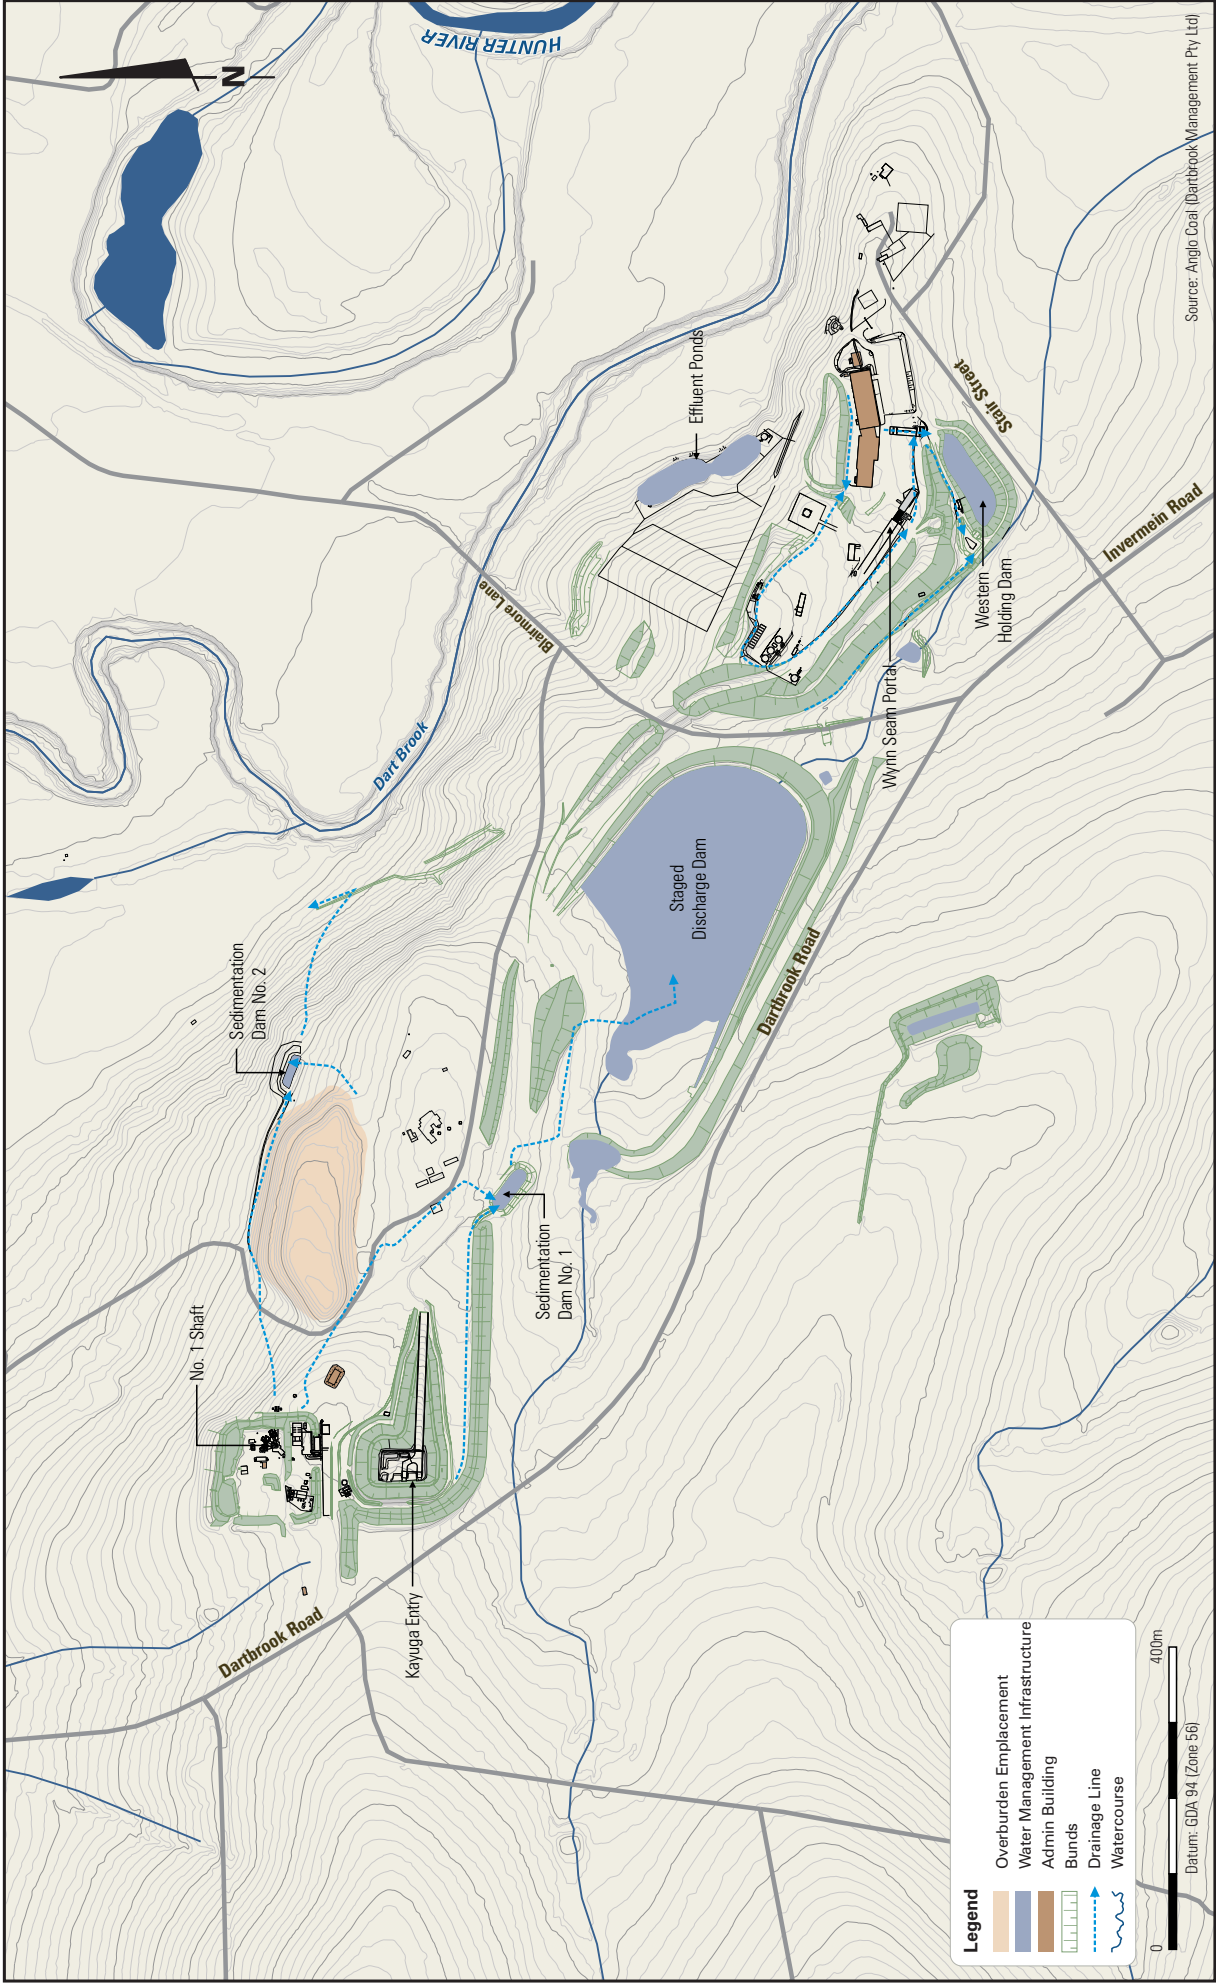 HUNTER RIVER
N
Source: Anglo Coal (Dartbrook Management Pty Ltd)
Effluent Ponds
Stair Street
Invermein Road
Western
Holding Dam
Blairmore Lane
Wynn Seam Portal
Dart Brook
Staged
Discharge Dam
Dartbrook Road
Sedimentation
Dam No. 2
Sedimentation
Dam No. 1
No. 1 Shaft
Kayuga Entry
Dartbrook Road
Legend
Overburden Emplacement
Water Management Infrastructure
Admin Building
Bunds
Drainage Line
Watercourse
0
400m
Datum: GDA 94 (Zone 56)